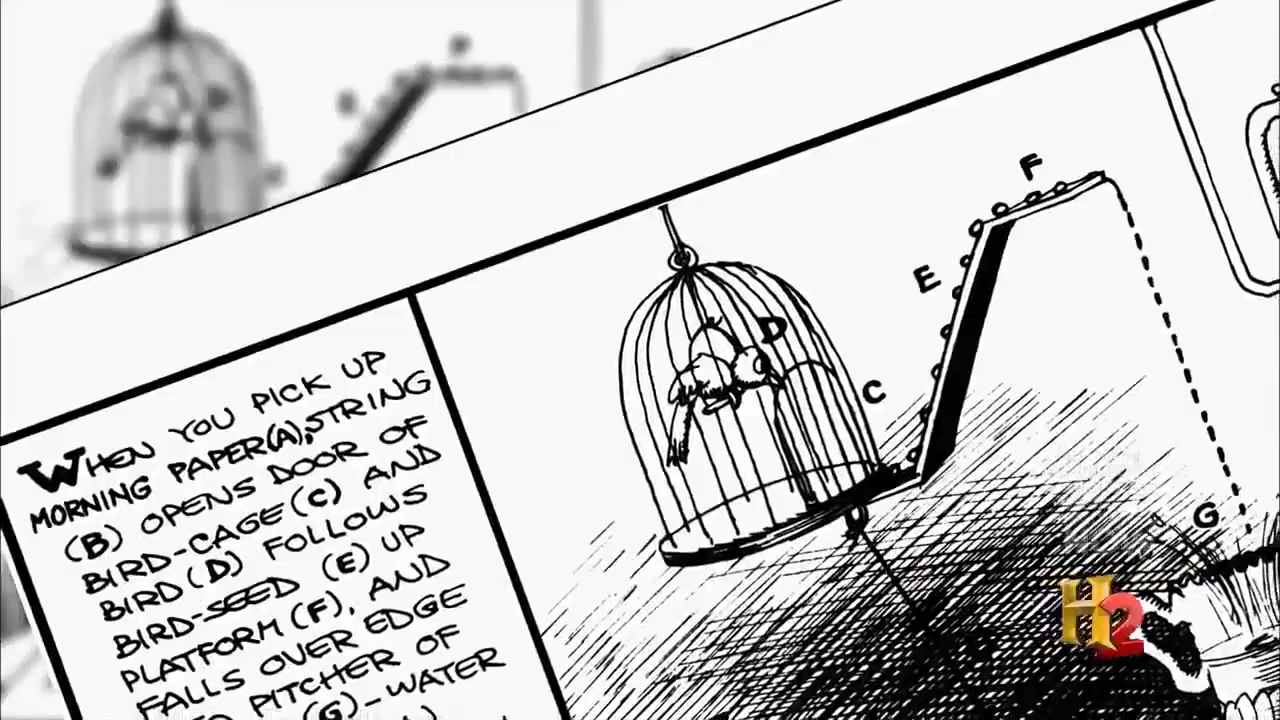 WHEN YOU PICK UP
MORNING PAPER(A), STRING
(B) OPENS DOOR OF
BIRD-CAGE (C) AND
BIRD (D) FOLLOWS
BIRD-SEED (E) UP
PLATFORM (F), AND
FALLS OVER EDGE
PITCHER OF
(G)-WATER
F
E
D
C
G
H2